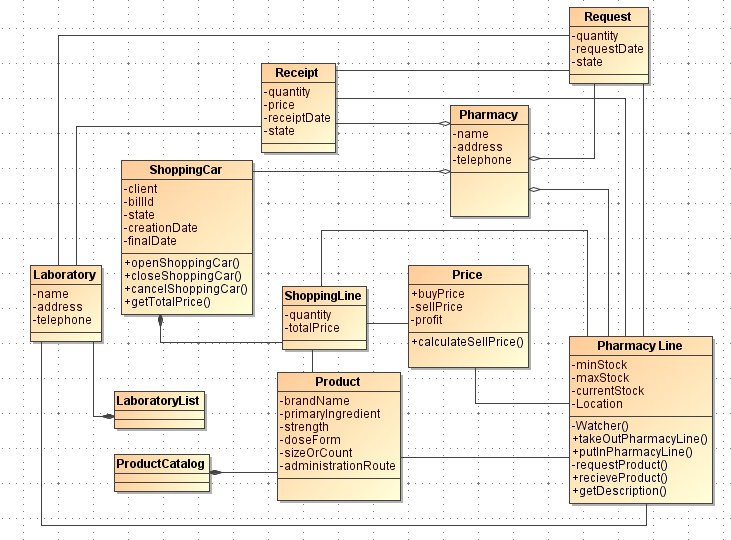 Request
-quantity
-requestDate
-state
Receipt
-quantity
-price
-receiptDate
-state
Pharmacy
-name
-address
-telephone
ShoppingCar
-client
-billId
-state
-creationDate
-finalDate
+openShoppingCar()
+closeShoppingCar()
+cancelShoppingCar()
+getTotalPrice()
Laboratory
-name
-address
-telephone
ShoppingLine
-quantity
-totalPrice
Price
+buyPrice
-sellPrice
-profit
+calculateSellPrice()
Pharmacy Line
-minStock
-maxStock
-currentStock
-Location
-Watcher()
+takeOutPharmacyLine()
+putInPharmacyLine()
-requestProduct()
+recieveProduct()
+getDescription()
Product
-brandName
-primaryIngredient
-strength
-doseForm
-sizeOrCount
-administrationRoute
LaboratoryList
ProductCatalog